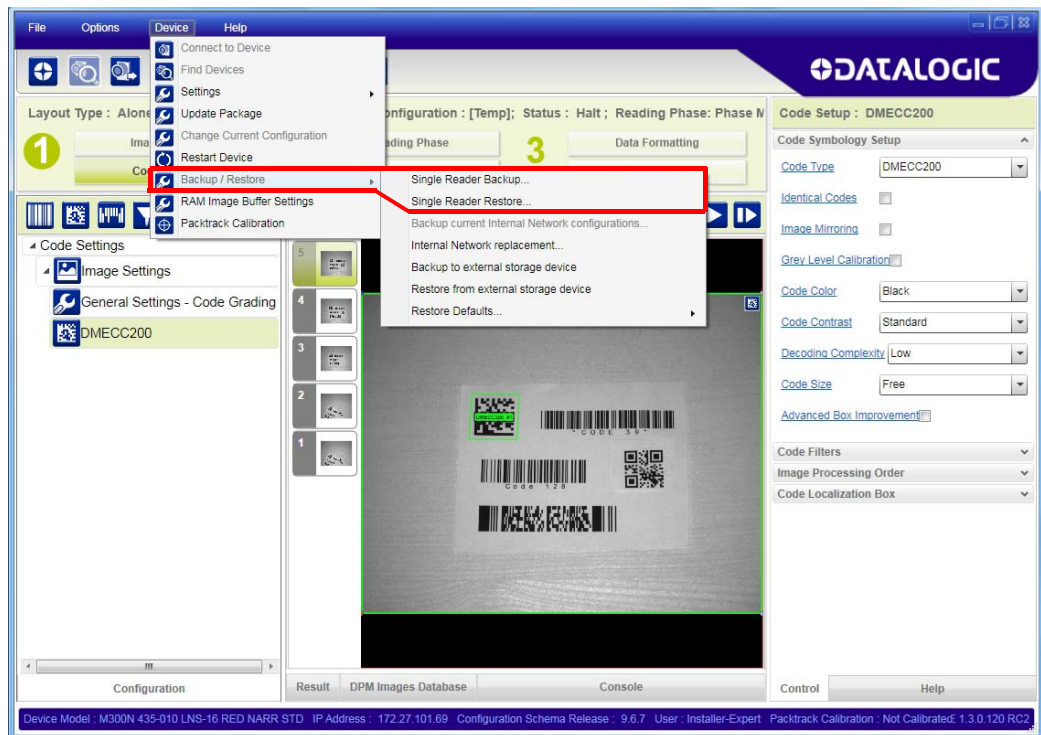 File Options Device Help
Connect to Device
Find Devices
Settings
Update Package
Change Current Configuration
Restart Device
Backup / Restore
RAM Image Buffer Settings
Packtrack Calibration
Single Reader Backup...
Single Reader Restore...
Backup current Internal Network configurations...
Internal Network replacement...
Backup to external storage device
Restore from external storage device
Restore Defaults...
DATALOGIC
Layout Type : Alone
onfiguration : [Temp]; Status : Halt ; Reading Phase: Phase M
1
Ima
Co
ading Phase
3
Data Formatting
Code Settings
Image Settings
General Settings - Code Grading
DMECC200
5
4
3
2
1
DMECC200 #1
*CODE 39*
Code 128
Code Setup : DMECC200
Code Symbology Setup
Code Type DMECC200
Identical Codes
Image Mirroring
Grey Level Calibration
Code Color Black
Code Contrast Standard
Decoding Complexity Low
Code Size Free
Advanced Box Improvement
Code Filters
Image Processing Order
Code Localization Box
Configuration
Result DPM Images Database Console
Control Help
Device Model : M300N 435-010 LNS-16 RED NARR STD IP Address : 172.27.101.69 Configuration Schema Release : 9.6.7 User : Installer-Expert Packtrack Calibration : Not Calibrated: 1.3.0.120 RC2